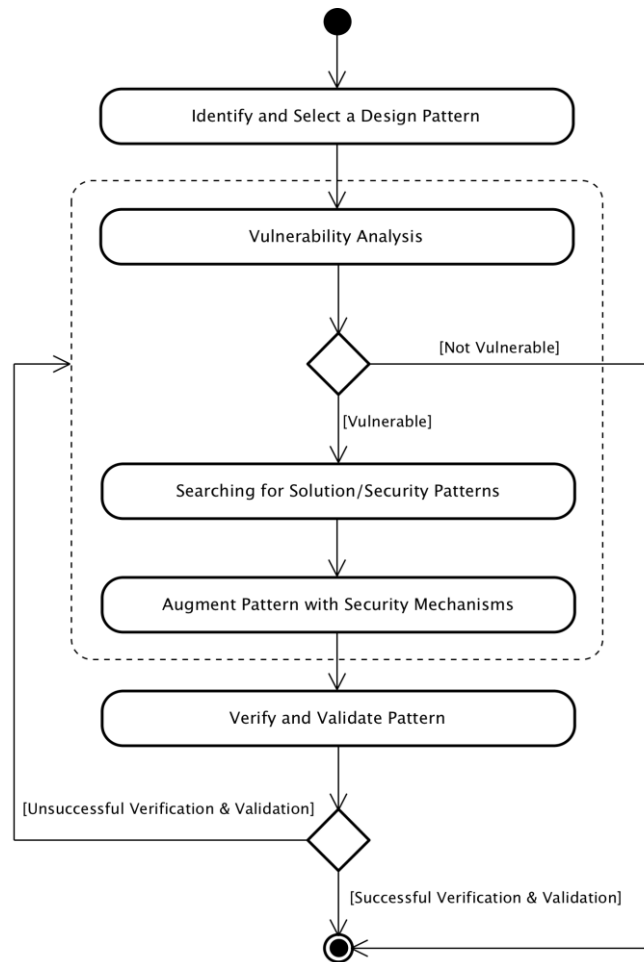 Identify and Select a Design Pattern
Vulnerability Analysis
[Not Vulnerable]
[Vulnerable]
Searching for Solution/Security Patterns
Augment Pattern with Security Mechanisms
Verify and Validate Pattern
[Unsuccessful Verification & Validation]
[Successful Verification & Validation]